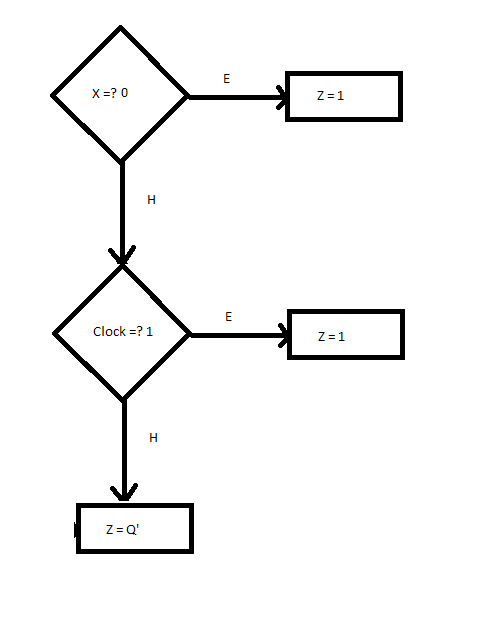 X =? 0
E
Z = 1
H
Clock =? 1
E
Z = 1
H
Z = Q'